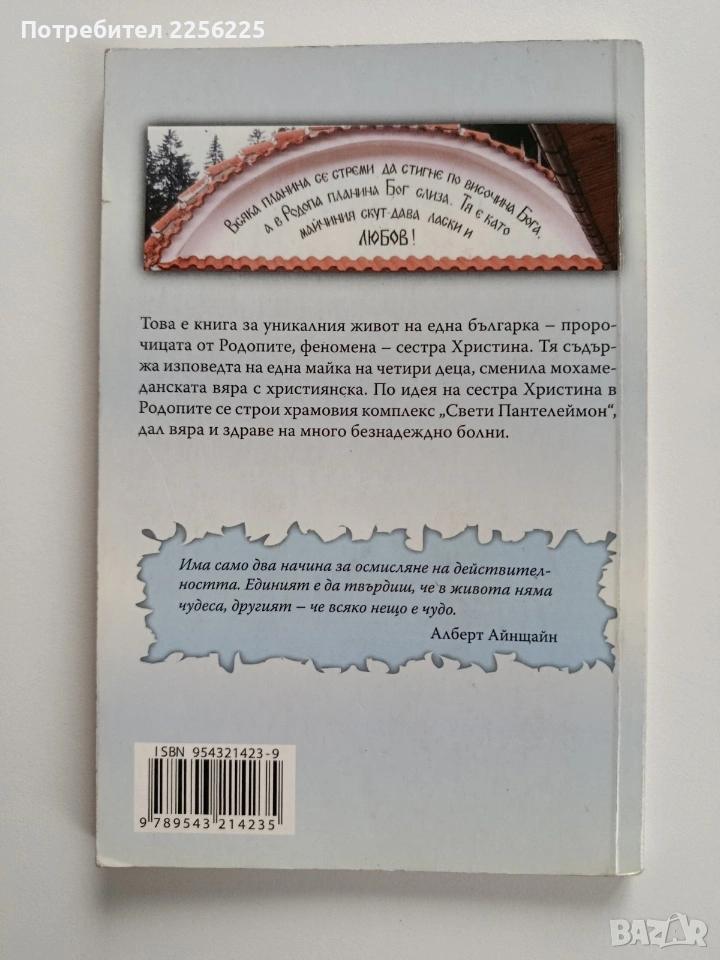 Потребител 2256225
ВСЯКА ПЛАНИНА СЕ СТРЕМИ ДА СТИГНЕ ПО ВИСОЧИНА БОГА,
А В РОДОПА ПЛАНИНА БОГ СЛИЗА. ТЯ Е КАТО
МАЙЧИНИЯ СКУТ-ДАВА ЛАСКИ И
ЛЮБОВ!
Това е книга за уникалния живот на една българка – проро-
чицата от Родопите, феномена – сестра Христина. Тя съдър-
жа изповедта на една майка на четири деца, сменила мохаме-
данската вяра с християнска. По идея на сестра Христина в
Родопите се строи храмовия комплекс „Свети Пантелеймон“,
дал вяра и здраве на много безнадеждно болни.
Има само два начина за осмисляне на действител-
ността. Единият е да твърдиш, че в живота няма
чудеса, другият – че всяко нещо е чудо.
Алберт Айнщайн
ISBN 954321423-9
9 789543 214235
BAZAR